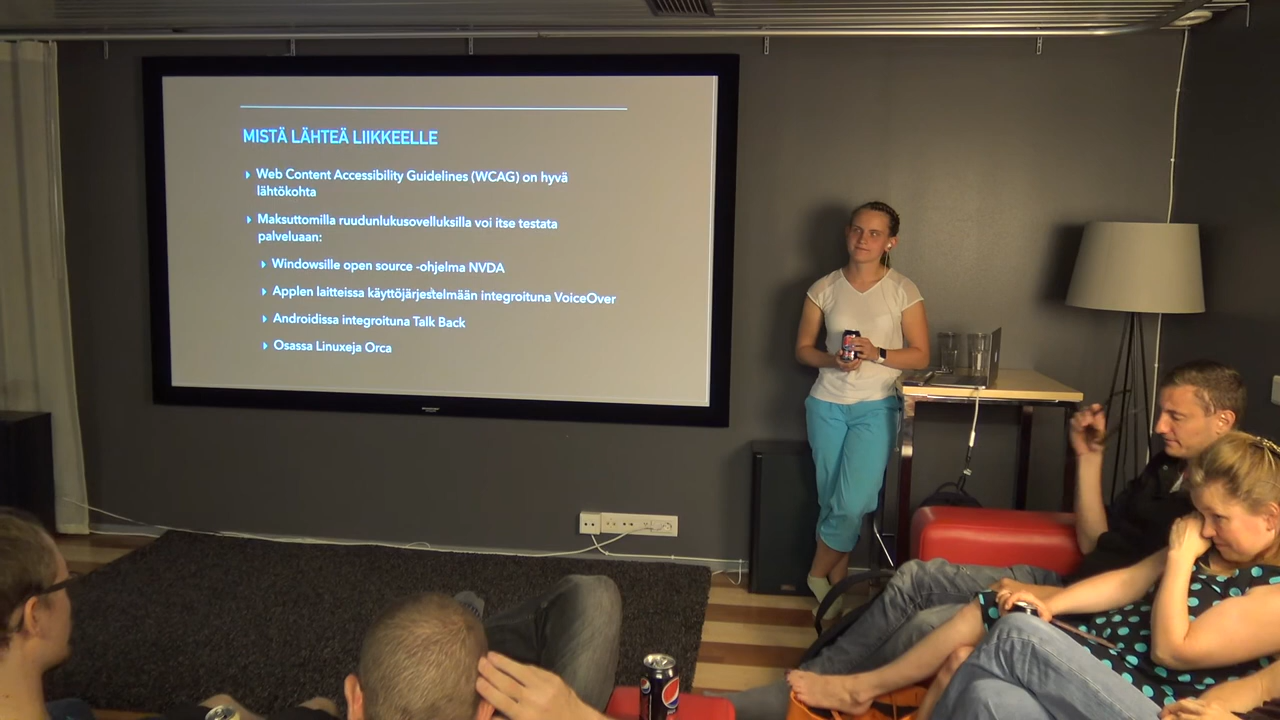 MISTÄ LÄHTEÄ LIIKKEELLE
Web Content Accessibility Guidelines (WCAG) on hyvä
lähtökohta
Maksuttomilla ruudunlukusovelluksilla voi itse testata
palveluaan:
Windowsille open source -ohjelma NVDA
Applen laitteissa käyttöjärjestelmään integroituna VoiceOver
Androidissa integroituna Talk Back
Osassa Linuxeja Orca